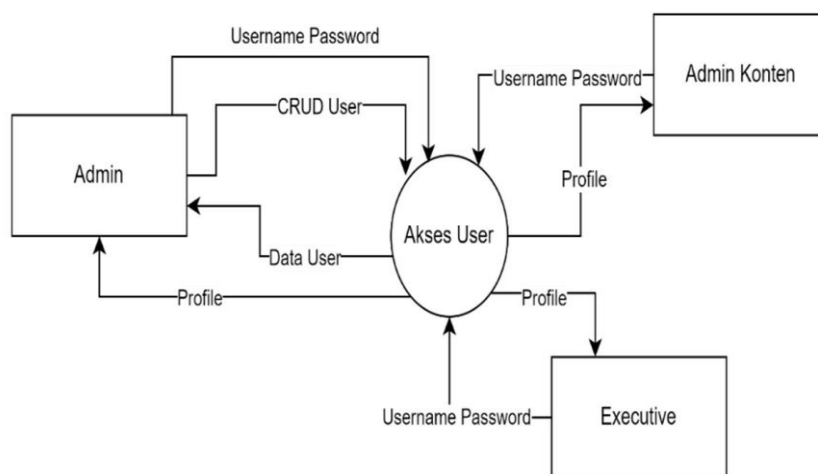 Username Password
Admin Konten
Username Password
CRUD User
Admin
Profile
Akses User
Data User
Profile
Profile
Username Password
Executive